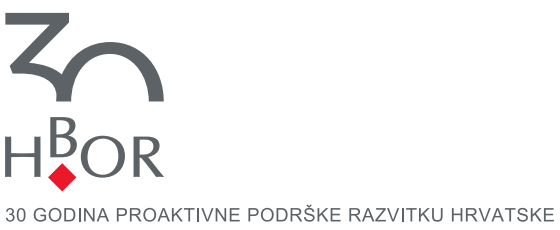 30
HBOR
30 GODINA PROAKTIVNE PODRŠKE RAZVITKU HRVATSKE